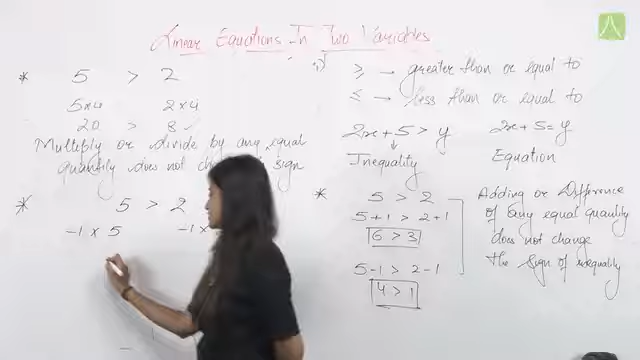 Linear Equations In Two Variables
* 5 > 2
5×4 2×4
20 > 8
Multiply or divide by any equal
quantity does not sign
* 5 > 2
-1 × 5 -1 ×
≥ → greater than or equal to
≤ → less than or equal to
2x+5 > y 2x+5=y
↓
Inequality Equation
* 5 > 2
5+1 > 2+1
6 > 3
5-1 > 2-1
4 > 1
Adding or Difference
of any equal quantity
does not change
the sign of inequality